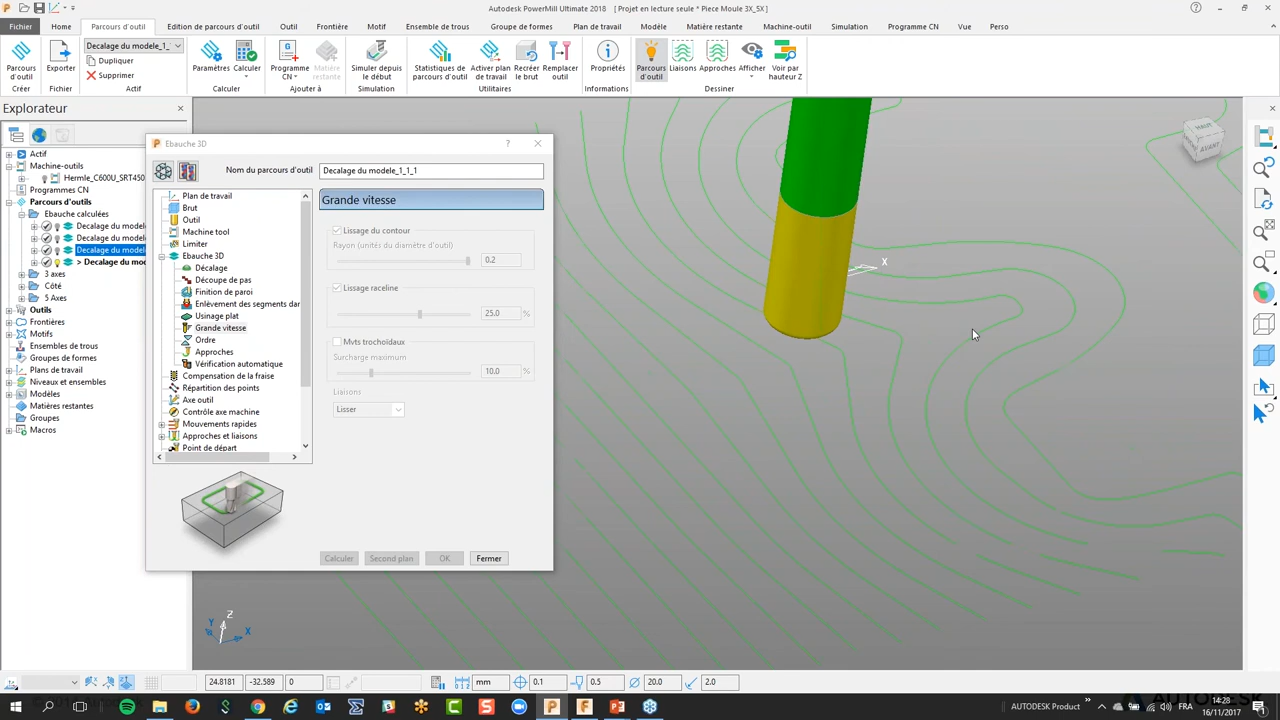 Autodesk PowerMill Ultimate 2018 [ Projet en lecture seule * Piece Moule 3X_5X ]
Fichier Home Parcours d'outil Edition de parcours d'outil Outil Frontière Motif Ensemble de trous Groupe de formes Plan de travail Modèle Matière restante Machine-outil Simulation Programme CN Vue Perso
Parcours d'outil
Exporter
Decalage du modele_1_
Dupliquer
Supprimer
Paramètres
Calculer
Programme CN
Matière restante
Simuler depuis le début
Statistiques de parcours d'outil
Activer plan de travail
Recréer le brut
Remplacer outil
Propriétés
Parcours d'outil
Liaisons
Approches
Afficher
Voir par hauteur Z
Créer Fichier Actif Calculer Ajouter à Simulation Utilitaires Informations Dessiner
Explorateur
Actif
Machine-outils
Hermle_C600U_SRT450
Programmes CN
Parcours d'outils
Ebauche calculées
Decalage du model
Decalage du model
Decalage du model
> Decalage du mo
3 axes
Côté
5 Axes
Outils
Frontières
Motifs
Ensembles de trous
Groupes de formes
Plans de travail
Niveaux et ensembles
Modèles
Matières restantes
Groupes
Macros
Ebauche 3D
?
Nom du parcours d'outil Decalage du modele_1_1_1
Plan de travail
Brut
Outil
Machine tool
Limiter
Ebauche 3D
Décalage
Découpe de pas
Finition de paroi
Enlèvement des segments dan
Usinage plat
Grande vitesse
Ordre
Approches
Vérification automatique
Compensation de la fraise
Répartition des points
Axe outil
Contrôle axe machine
Mouvements rapides
Approches et liaisons
Point de départ
Grande vitesse
Lissage du contour
Rayon (unités du diamètre d'outil)
0.2
Lissage raceline
25.0 %
Mvts trochoïdaux
Surcharge maximum
10.0 %
Liaisons
Lisser
Calculer Second plan OK Fermer
X
HAUT
AVANT
Z
Y
X
24.8181 -32.589 0 mm 0.1 0.5 20.0 2.0
AUTODESK Product
FRA
14:28
16/11/2017
AUTODESK